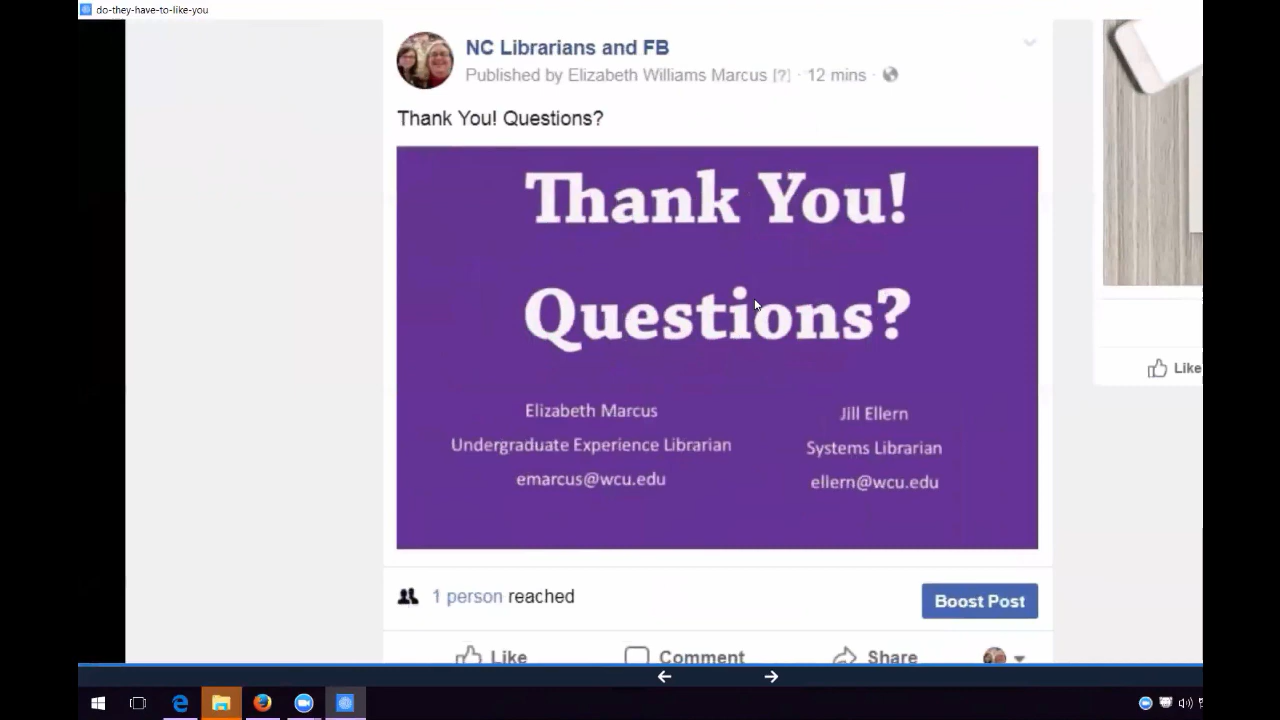 do-they-have-to-like-you
NC Librarians and FB
Published by Elizabeth Williams Marcus [?] · 12 mins ·
Thank You! Questions?
Thank You!
Questions?
Elizabeth Marcus
Undergraduate Experience Librarian
emarcus@wcu.edu
Jill Ellern
Systems Librarian
ellern@wcu.edu
Like
1 person reached
Boost Post
Like Comment Share